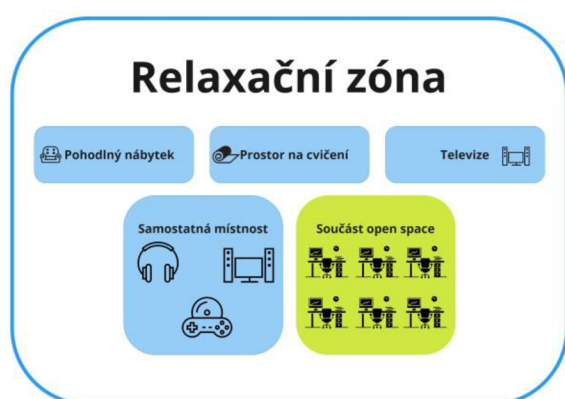 Relaxační zóna
Pohodlný nábytek
Prostor na cvičení
Televize
Samostatná místnost
Součást open space